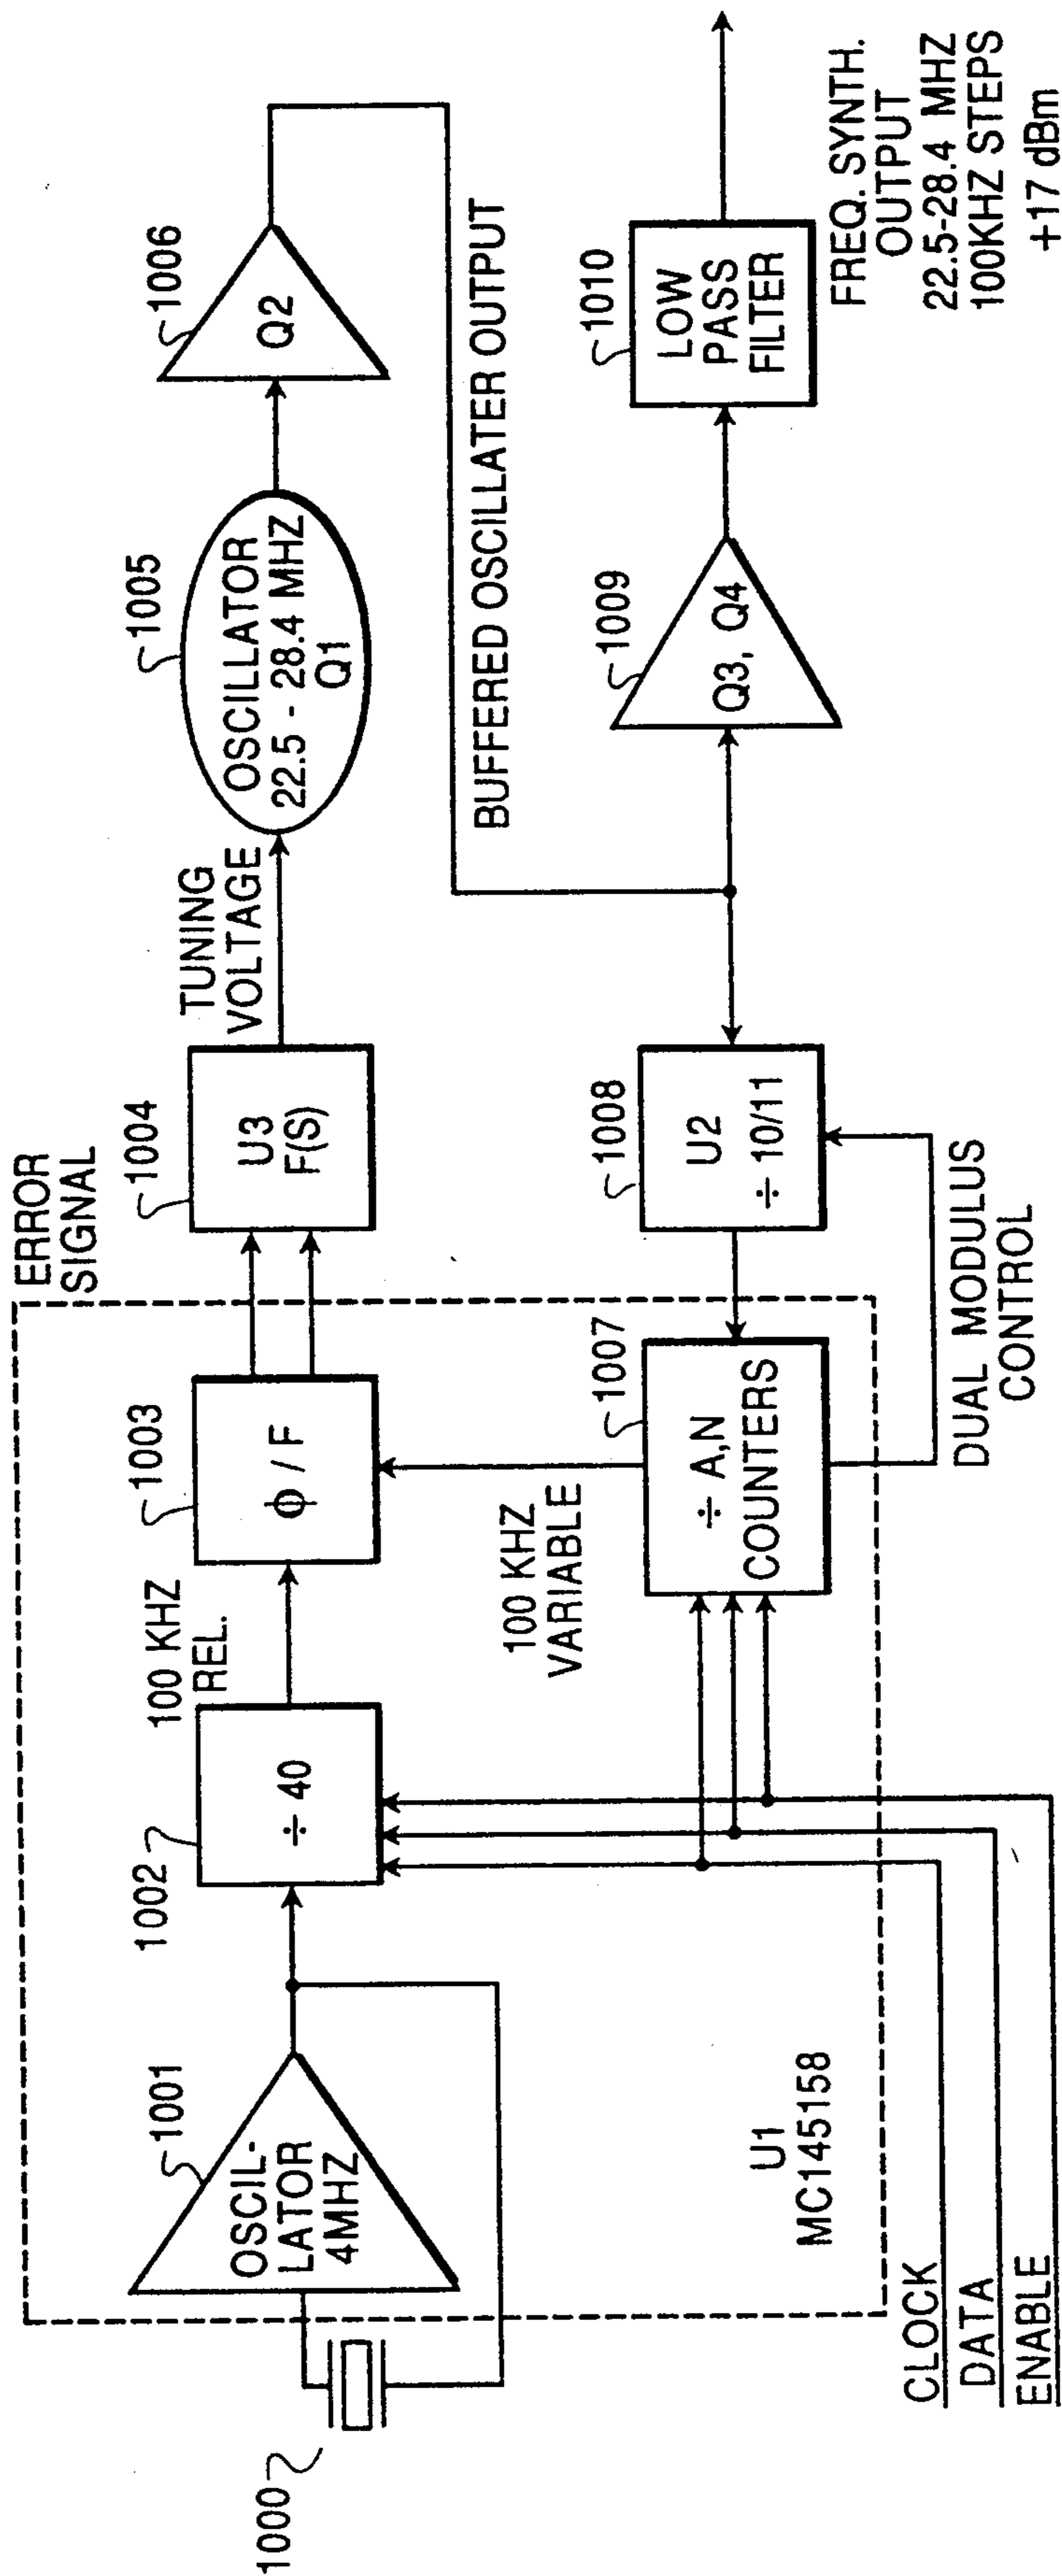 1000
1001
OSCIL-
LATOR
4MHZ
1002
÷ 40
100 KHZ
REL.
1003
ϕ / F
ERROR
SIGNAL
1004
U3
F(S)
TUNING
VOLTAGE
1005
OSCILLATOR
22.5 - 28.4 MHZ
Q1
1006
Q2
BUFFERED OSCILLATER OUTPUT
100 KHZ
VARIABLE
1007
÷ A,N
COUNTERS
1008
U2
÷ 10/11
1009
Q3, Q4
1010
LOW
PASS
FILTER
FREQ. SYNTH.
OUTPUT
22.5-28.4 MHZ
100KHZ STEPS
+17 dBm
U1
MC145158
DUAL MODULUS
CONTROL
CLOCK
DATA
ENABLE